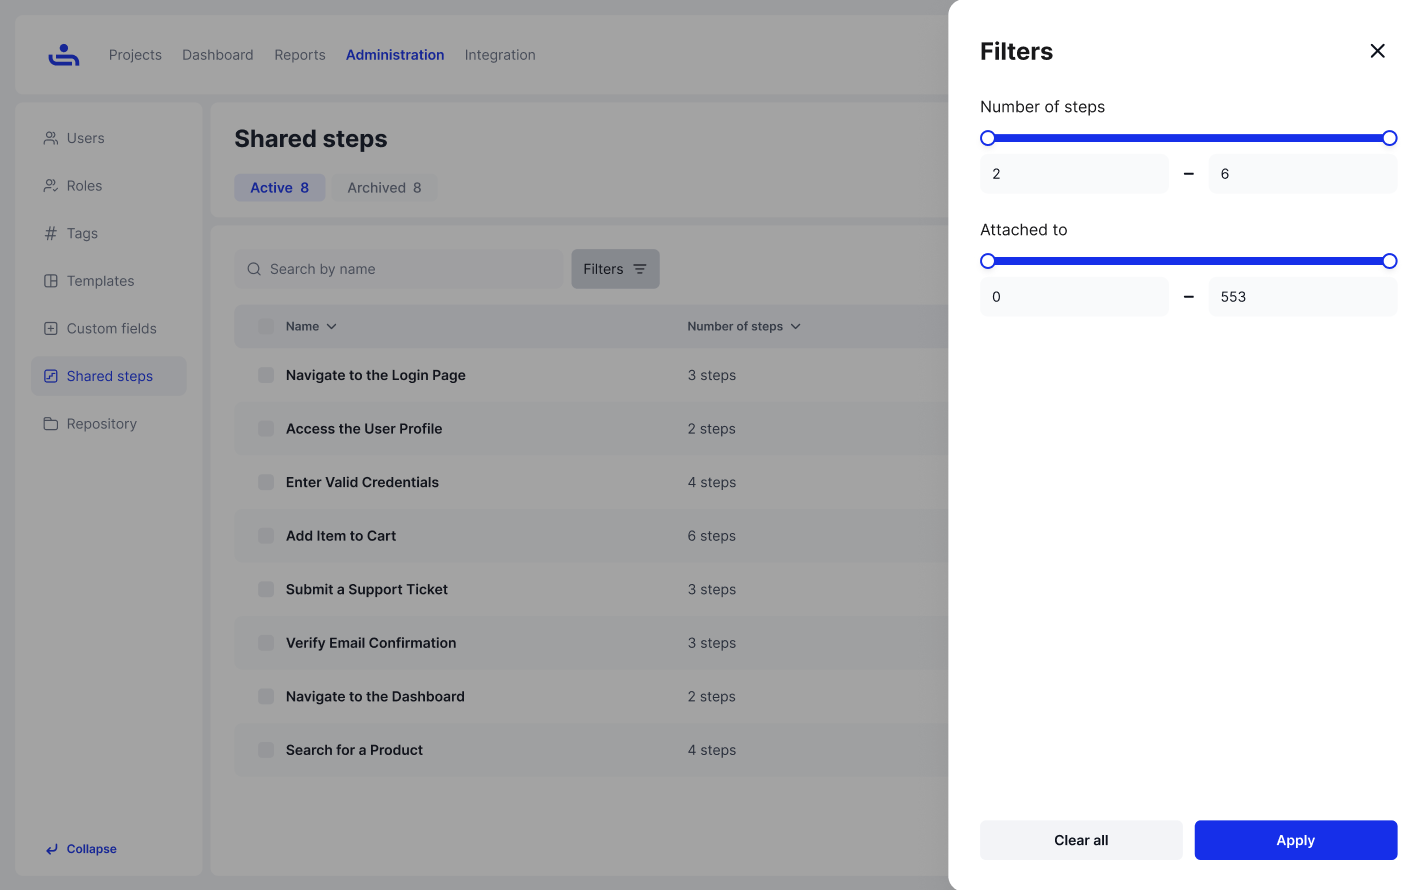 Projects Dashboard Reports Administration Integration
Users
Roles
Tags
Templates
Custom fields
Shared steps
Repository
Collapse
Shared steps
Active 8 Archived 8
Search by name Filters
Name Number of steps
Navigate to the Login Page 3 steps
Access the User Profile 2 steps
Enter Valid Credentials 4 steps
Add Item to Cart 6 steps
Submit a Support Ticket 3 steps
Verify Email Confirmation 3 steps
Navigate to the Dashboard 2 steps
Search for a Product 4 steps
Filters
Number of steps
2 – 6
Attached to
0 – 553
Clear all Apply